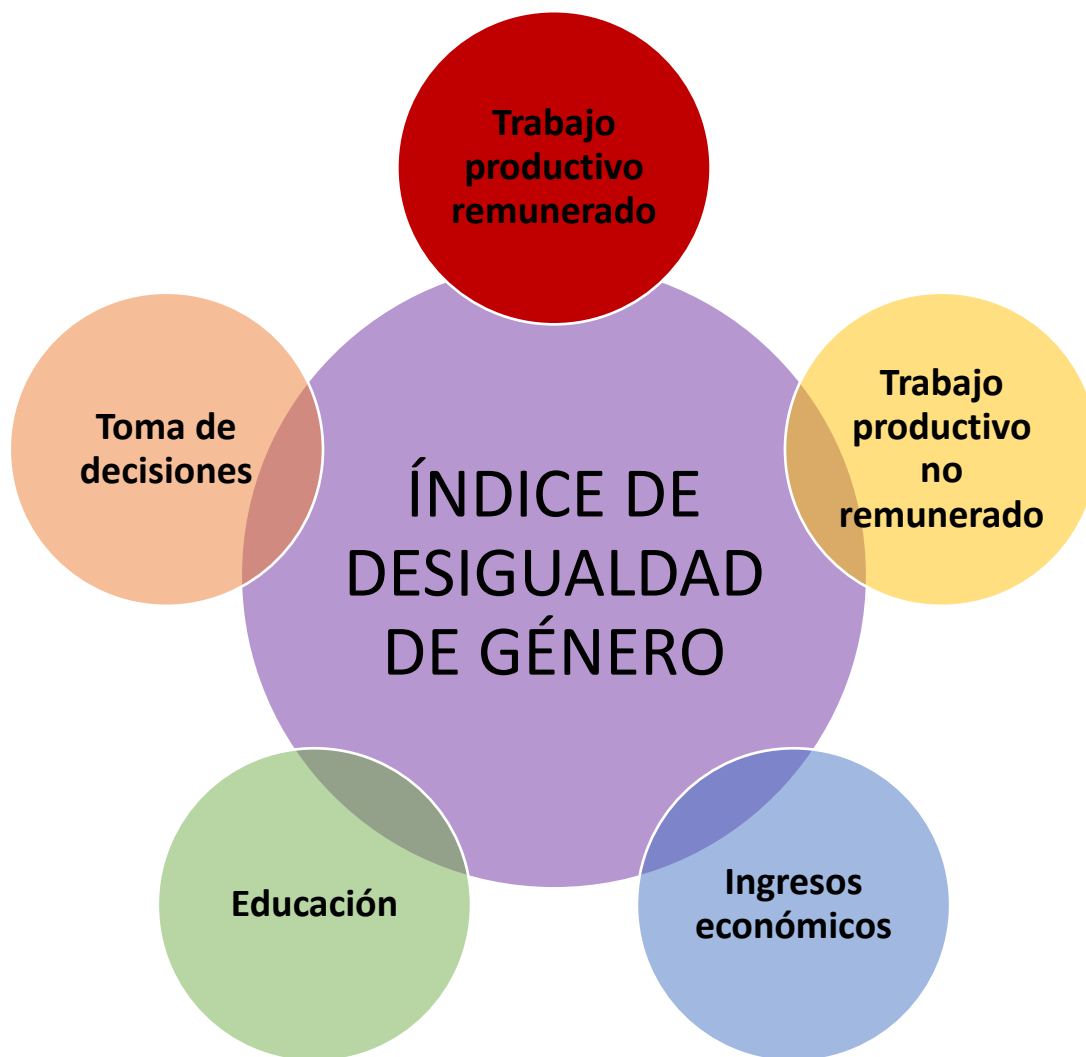 Trabajo
productivo
remunerado
Trabajo
productivo
no
remunerado
Toma de
decisiones
ÍNDICE DE
DESIGUALDAD
DE GÉNERO
Educación
Ingresos
económicos